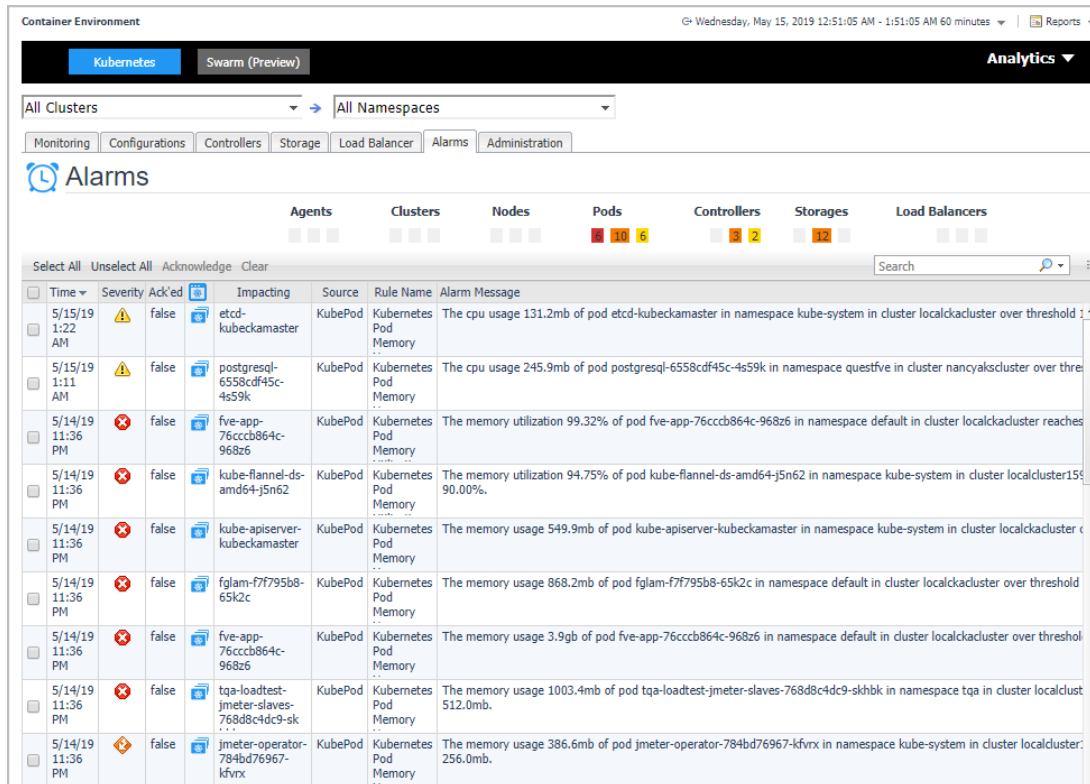 Container Environment
Wednesday, May 15, 2019 12:51:05 AM - 1:51:05 AM 60 minutes
Reports
Kubernetes
Swarm (Preview)
Analytics
All Clusters
All Namespaces
Monitoring Configurations Controllers Storage Load Balancer Alarms Administration
Alarms
Agents Clusters Nodes Pods Controllers Storages Load Balancers
6 10 6 3 2 12
Select All Unselect All Acknowledge Clear
Search
Time Severity Ack'ed Impacting Source Rule Name Alarm Message
5/15/19
1:22
AM
false
etcd-
kubeckamaster
KubePod
Kubernetes
Pod
Memory
The cpu usage 131.2mb of pod etcd-kubeckamaster in namespace kube-system in cluster localckacluster over threshold
5/15/19
1:11
AM
false
postgresql-
6558cdf45c-
4s59k
KubePod
Kubernetes
Pod
Memory
The cpu usage 245.9mb of pod postgresql-6558cdf45c-4s59k in namespace questfve in cluster nancyakscluster over
5/14/19
11:36
PM
false
fve-app-
76cccb864c-
968z6
KubePod
Kubernetes
Pod
Memory
The memory utilization 99.32% of pod fve-app-76cccb864c-968z6 in namespace default in cluster localckacluster reaches
5/14/19
11:36
PM
false
kube-flannel-ds-
amd64-j5n62
KubePod
Kubernetes
Pod
Memory
The memory utilization 94.75% of pod kube-flannel-ds-amd64-j5n62 in namespace kube-system in cluster
90.00%.
5/14/19
11:36
PM
false
kube-apiserver-
kubeckamaster
KubePod
Kubernetes
Pod
Memory
The memory usage 549.9mb of pod kube-apiserver-kubeckamaster in namespace kube-system in cluster localckacluster
5/14/19
11:36
PM
false
fglam-f7f795b8-
65k2c
KubePod
Kubernetes
Pod
Memory
The memory usage 868.2mb of pod fglam-f7f795b8-65k2c in namespace default in cluster localckacluster over threshold
5/14/19
11:36
PM
false
fve-app-
76cccb864c-
968z6
KubePod
Kubernetes
Pod
Memory
The memory usage 3.9gb of pod fve-app-76cccb864c-968z6 in namespace default in cluster localckacluster over
5/14/19
11:36
PM
false
tqa-loadtest-
jmeter-slaves-
768d8c4dc9-sk
KubePod
Kubernetes
Pod
Memory
The memory usage 1003.4mb of pod tqa-loadtest-jmeter-slaves-768d8c4dc9-skhbk in namespace tqa in cluster
512.0mb.
5/14/19
11:36
PM
false
jmeter-operator-
784bd76967-
kfvrx
KubePod
Kubernetes
Pod
Memory
The memory usage 386.6mb of pod jmeter-operator-784bd76967-kfvrx in namespace kube-system in cluster
256.0mb.